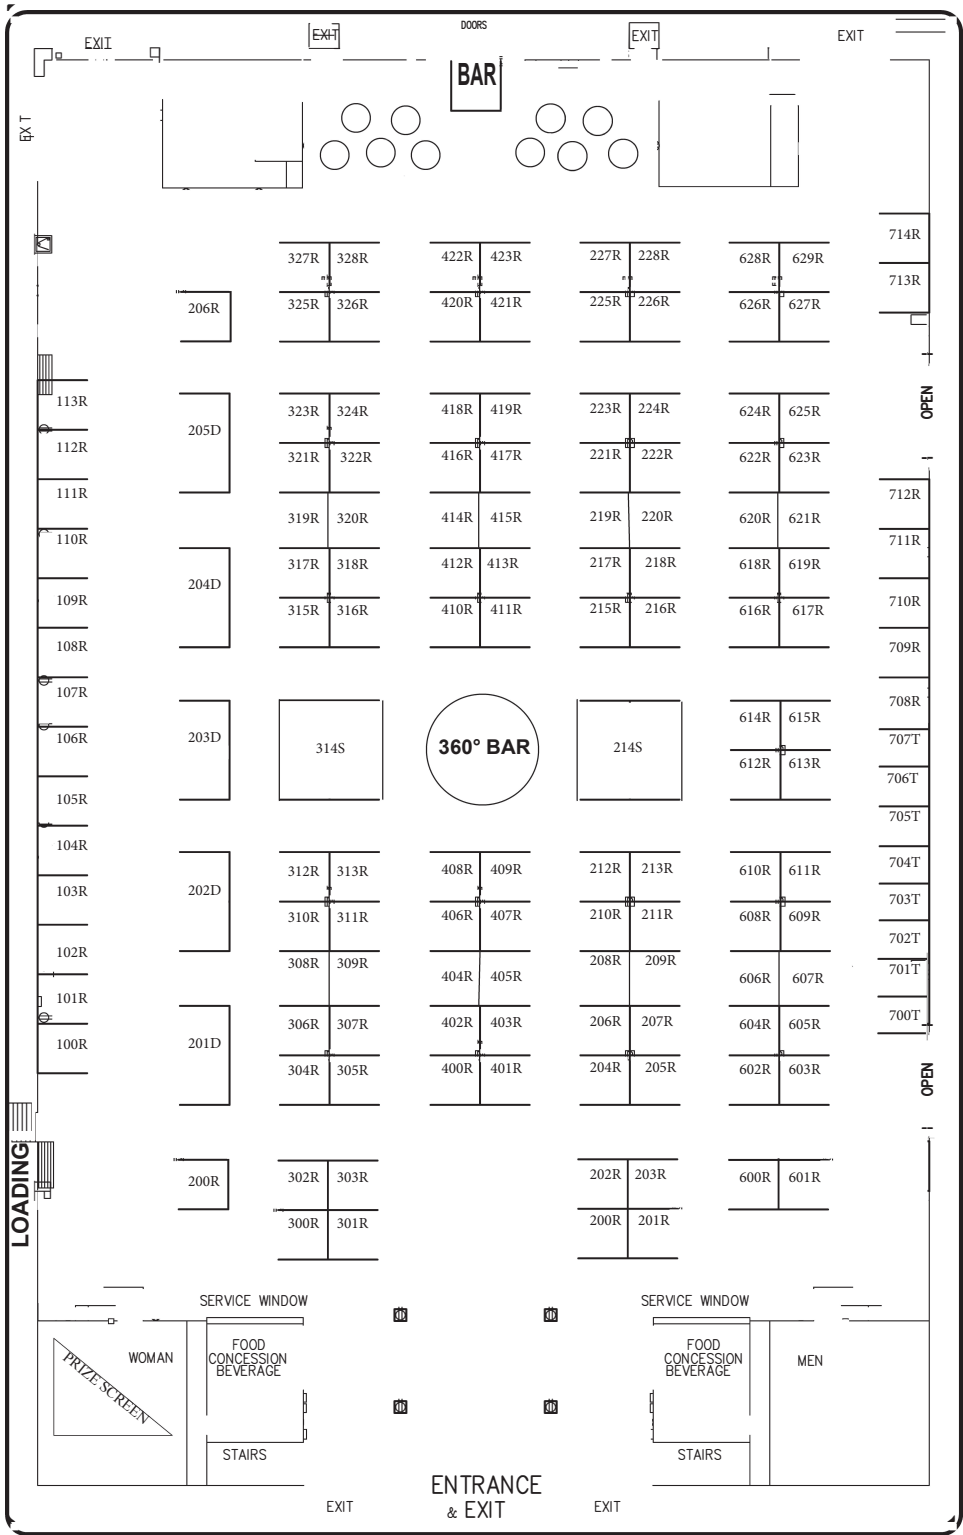 DOORS
EXIT
EXIT
EXIT
EXIT
BAR
EXIT
714R
327R 328R 422R 423R 227R 228R 628R 629R
713R
206R 325R 326R 420R 421R 225R 226R 626R 627R
OPEN
113R 323R 324R 418R 419R 223R 224R 624R 625R
205D
112R 321R 322R 416R 417R 221R 222R 622R 623R
111R 712R
319R 320R 414R 415R 219R 220R 620R 621R
110R 711R
317R 318R 412R 413R 217R 218R 618R 619R
204D
109R 315R 316R 410R 411R 215R 216R 616R 617R 710R
108R 709R
107R 708R
614R 615R
106R 203D 314S 360° BAR 214S 707T
612R 613R 706T
105R 705T
104R 704T
312R 313R 408R 409R 212R 213R 610R 611R
103R 202D 703T
310R 311R 406R 407R 210R 211R 608R 609R
702T
102R 308R 309R 208R 209R
404R 405R 606R 607R 701T
101R
306R 307R 402R 403R 206R 207R 604R 605R 700T
100R 201D
304R 305R 400R 401R 204R 205R 602R 603R
OPEN
LOADING
200R 302R 303R 202R 203R 600R 601R
300R 301R 200R 201R
SERVICE WINDOW SERVICE WINDOW
WOMAN
FOOD
CONCESSION
BEVERAGE
FOOD
CONCESSION
BEVERAGE
MEN
PRIZE SCREEN
STAIRS STAIRS
ENTRANCE
& EXIT
EXIT EXIT